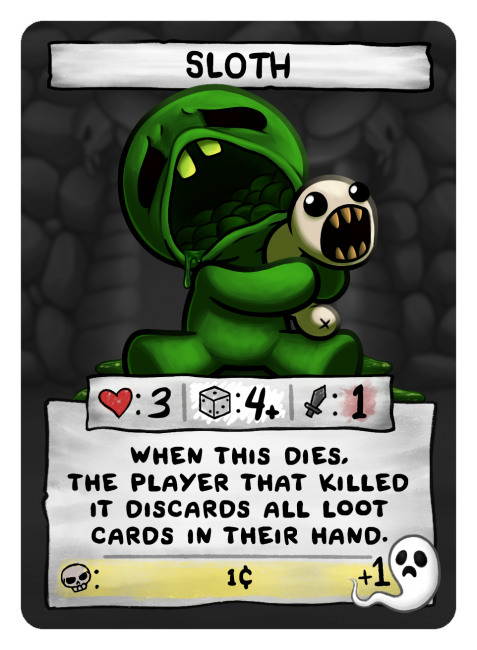 SLOTH
:3 :4+ :1
WHEN THIS DIES,
THE PLAYER THAT KILLED
IT DISCARDS ALL LOOT
CARDS IN THEIR HAND.
: 1¢ +1